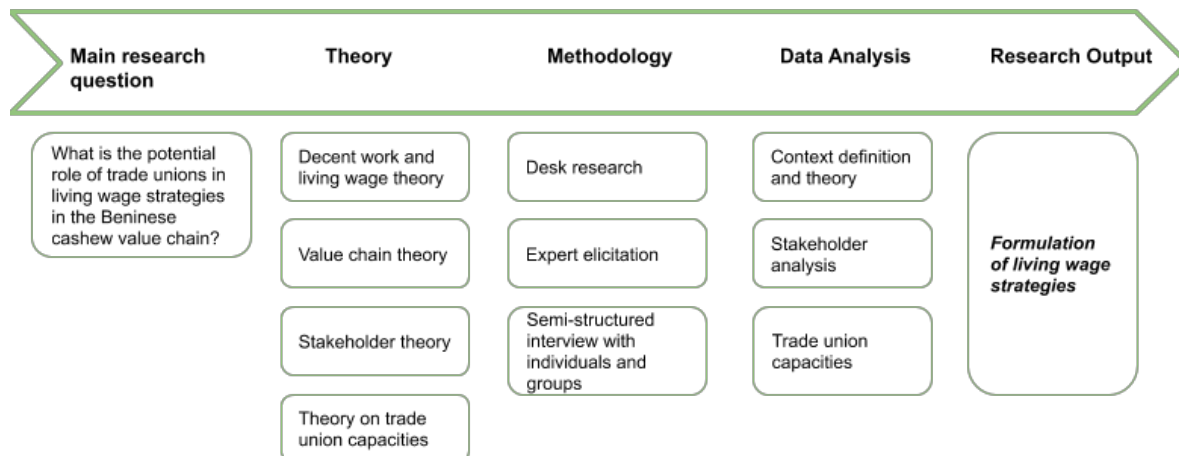 Main research
question
Theory
Methodology
Data Analysis
Research Output
What is the potential
role of trade unions in
living wage strategies
in the Beninese
cashew value chain?
Decent work and
living wage theory
Value chain theory
Stakeholder theory
Theory on trade
union capacities
Desk research
Expert elicitation
Semi-structured
interview with
individuals and
groups
Context definition
and theory
Stakeholder
analysis
Trade union
capacities
Formulation
of living wage
strategies